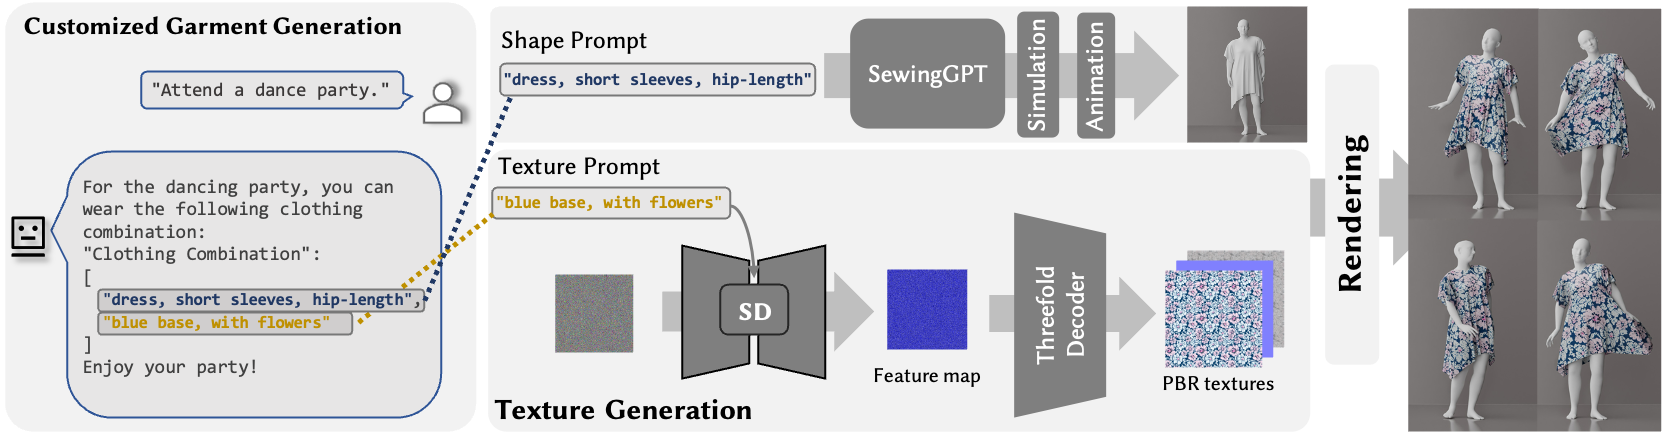 Customized Garment Generation
"Attend a dance party."
For the dancing party, you can
wear the following clothing
combination:
"Clothing Combination":
[
"dress, short sleeves, hip-length",
"blue base, with flowers"
]
Enjoy your party!
Shape Prompt
"dress, short sleeves, hip-length"
SewingGPT
Simulation
Animation
Texture Prompt
"blue base, with flowers"
SD
Feature map
Threefold
Decoder
PBR textures
Texture Generation
Rendering